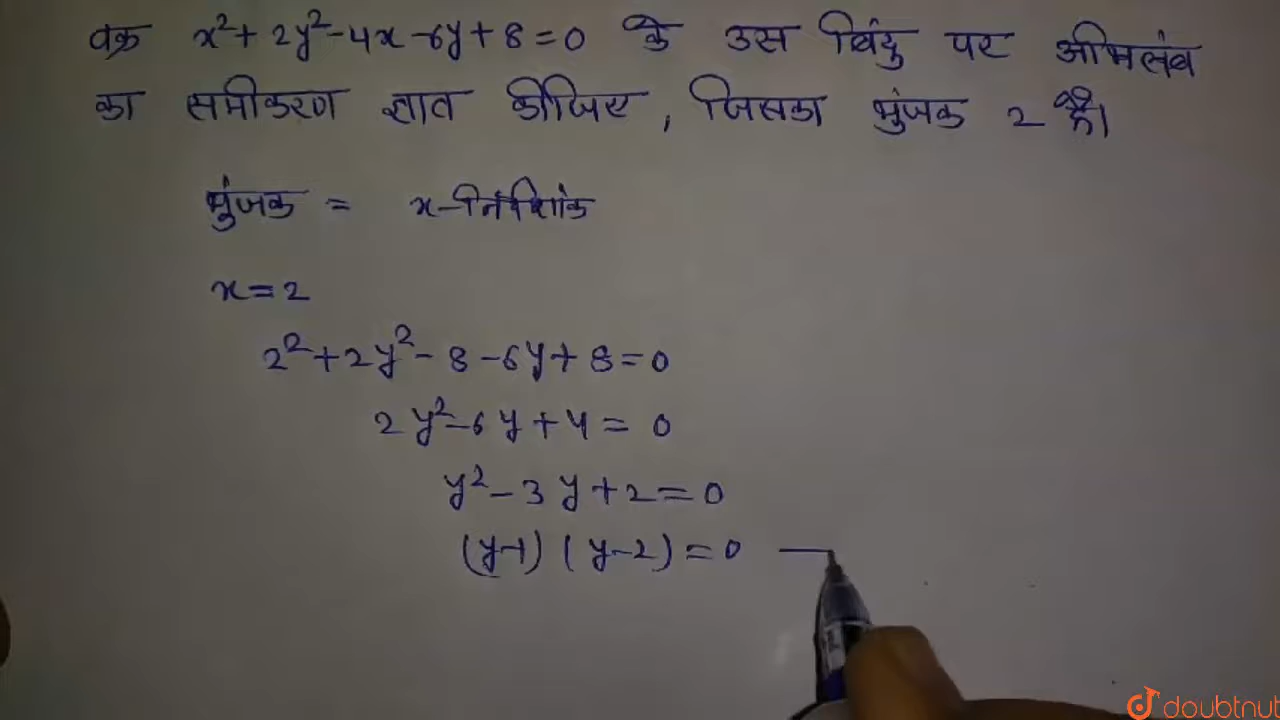 वक्र x²+2y²-4x-6y+8=0 के उस बिंदु पर अभिलंब
का समीकरण ज्ञात कीजिए, जिसका भुंजक 2 है।
भुंजक = x-निर्देशांक
x=2
2²+2y²-8-6y+8=0
2y²-6y+4=0
y²-3y+2=0
(y-1)(y-2)=0 —
doubtnut